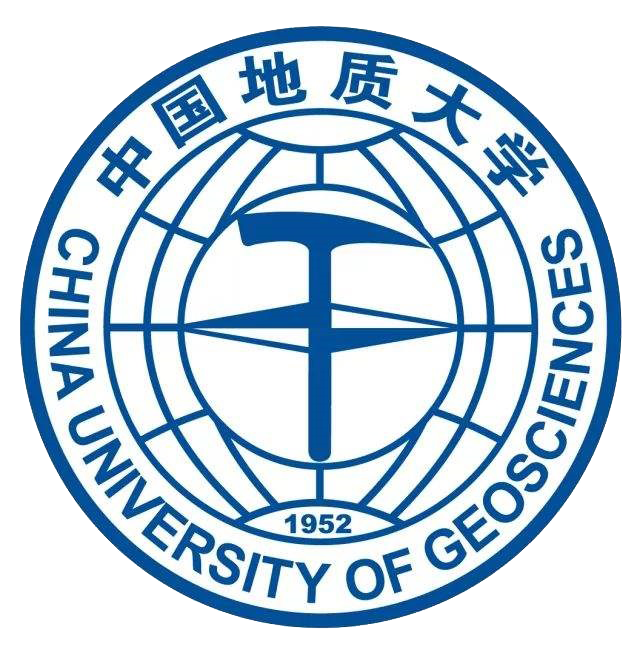 中国地质大学
CHINA UNIVERSITY OF GEOSCIENCES
1952